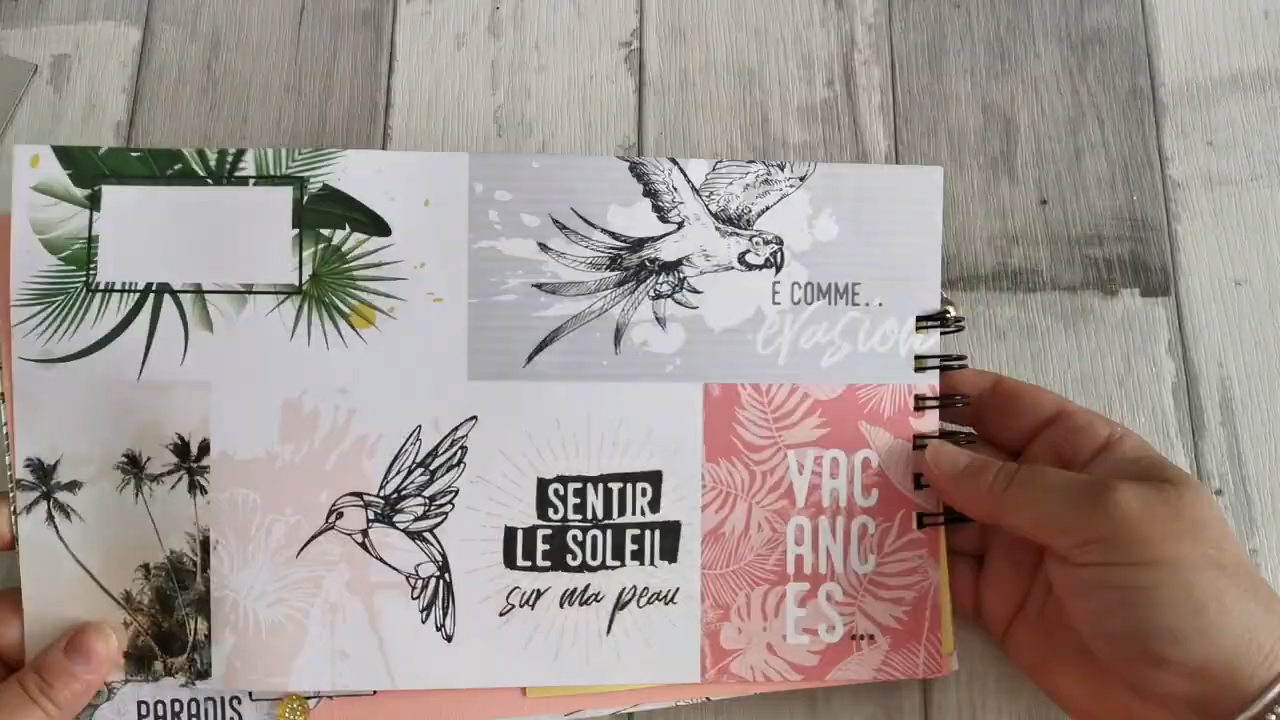 E COMME..
évasion
SENTIR
LE SOLEIL
sur ma peau
VAC
ANC
ES...
PARADIS